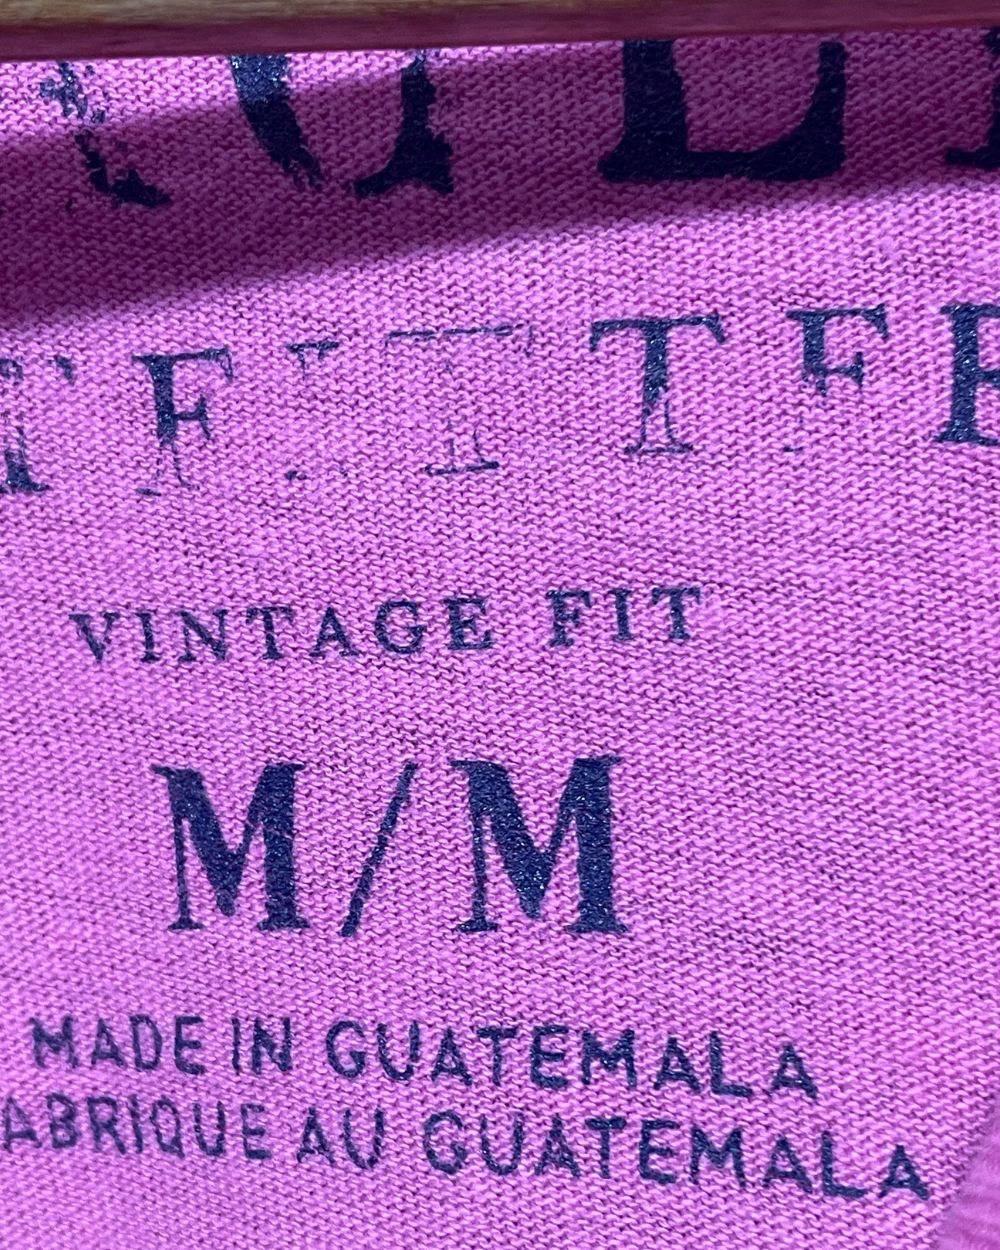 VINTAGE FIT
M/M
MADE IN GUATEMALA
ABRIQUE AU GUATEMALA